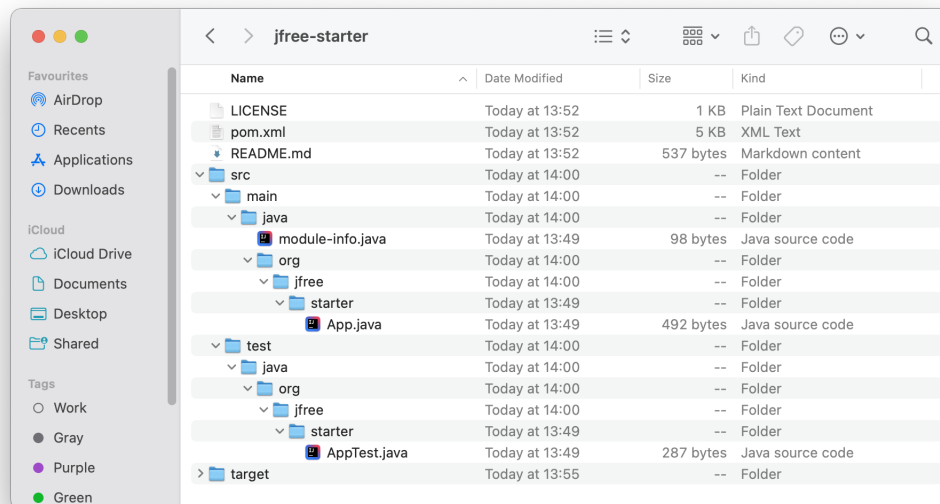 jfree-starter
Favourites
AirDrop
Recents
Applications
Downloads
iCloud
iCloud Drive
Documents
Desktop
Shared
Tags
Work
Gray
Purple
Green
Name Date Modified Size Kind
LICENSE Today at 13:52 1 KB Plain Text Document
pom.xml Today at 13:52 5 KB XML Text
README.md Today at 13:52 537 bytes Markdown content
src Today at 14:00 -- Folder
main Today at 14:00 -- Folder
java Today at 14:00 -- Folder
module-info.java Today at 13:49 98 bytes Java source code
org Today at 14:00 -- Folder
jfree Today at 14:00 -- Folder
starter Today at 13:49 -- Folder
App.java Today at 13:49 492 bytes Java source code
test Today at 14:00 -- Folder
java Today at 14:00 -- Folder
org Today at 14:00 -- Folder
jfree Today at 14:00 -- Folder
starter Today at 13:49 -- Folder
AppTest.java Today at 13:49 287 bytes Java source code
target Today at 13:55 -- Folder